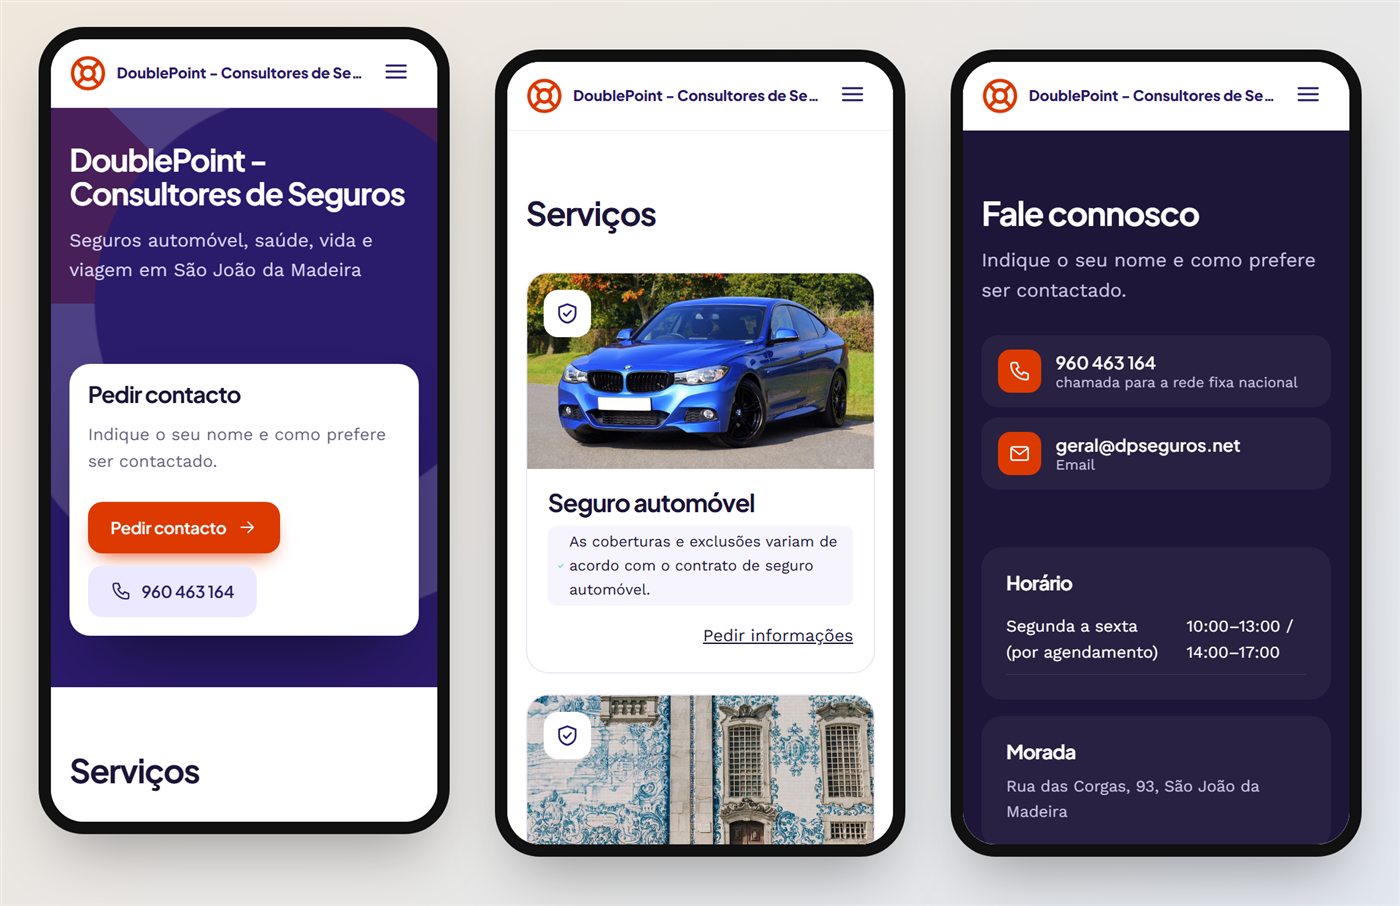 DoublePoint – Consultores de Se...
DoublePoint –
Consultores de Seguros
Seguros automóvel, saúde, vida e
viagem em São João da Madeira
Pedir contacto
Indique o seu nome e como prefere
ser contactado.
Pedir contacto
960 463 164
Serviços
DoublePoint – Consultores de Se...
Serviços
Seguro automóvel
As coberturas e exclusões variam de
acordo com o contrato de seguro
automóvel.
Pedir informações
DoublePoint – Consultores de Se...
Fale connosco
Indique o seu nome e como prefere
ser contactado.
960 463 164
chamada para a rede fixa nacional
geral@dpseguros.net
Email
Horário
Segunda a sexta 10:00–13:00 /
(por agendamento) 14:00–17:00
Morada
Rua das Corgas, 93, São João da
Madeira